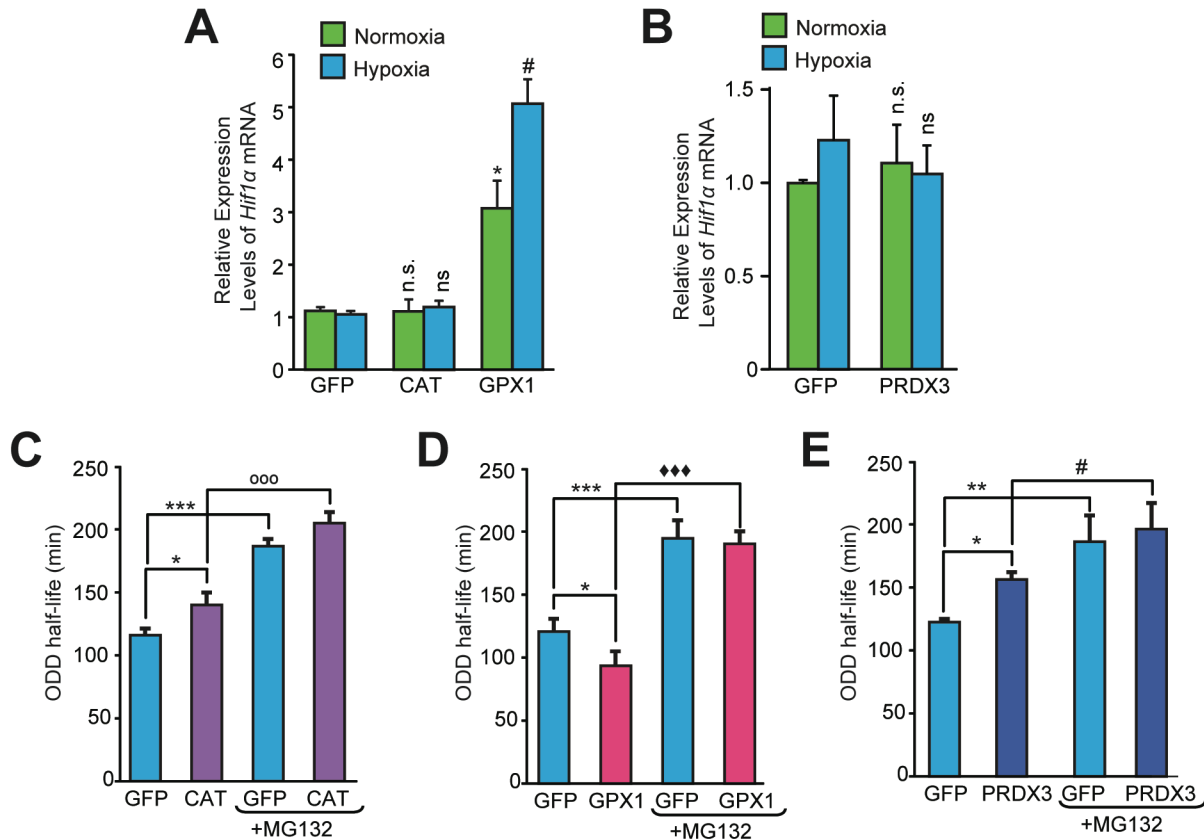 A
Normoxia
Hypoxia
Relative Expression
Levels of Hif1α mRNA
6
5
4
3
2
1
0
n.s.
ns
*
#
GFP
CAT
GPX1
B
Normoxia
Hypoxia
Relative Expression
Levels of Hif1α mRNA
1.5
1.0
0.5
0
n.s.
ns
GFP
PRDX3
C
ODD half-life (min)
250
200
150
100
50
0
ooo
***
*
GFP
CAT
GFP
CAT
+MG132
D
ODD half-life (min)
250
200
150
100
50
0
♦♦♦
***
*
GFP
GPX1
GFP
GPX1
+MG132
E
ODD half-life (min)
250
200
150
100
50
0
#
**
*
GFP
PRDX3
GFP
PRDX3
+MG132